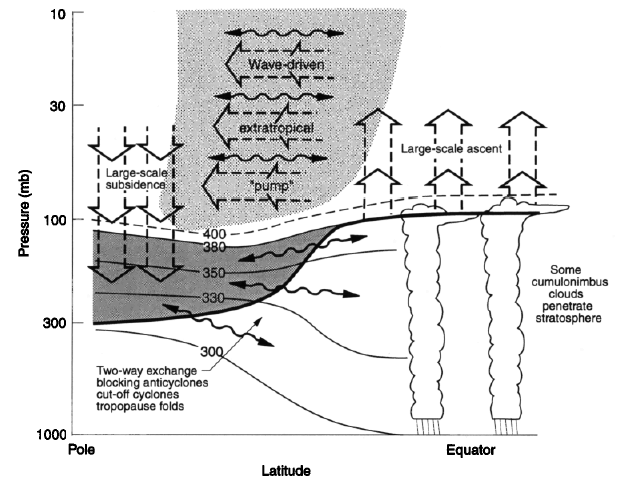 10
30
100
300
1000
Pressure (mb)
Wave-driven
extratropical
"pump"
Large-scale
subsidence
Large-scale ascent
400
380
350
330
300
Some
cumulonimbus
clouds
penetrate
stratosphere
Two-way exchange
blocking anticyclones
cut-off cyclones
tropopause folds
Pole
Equator
Latitude